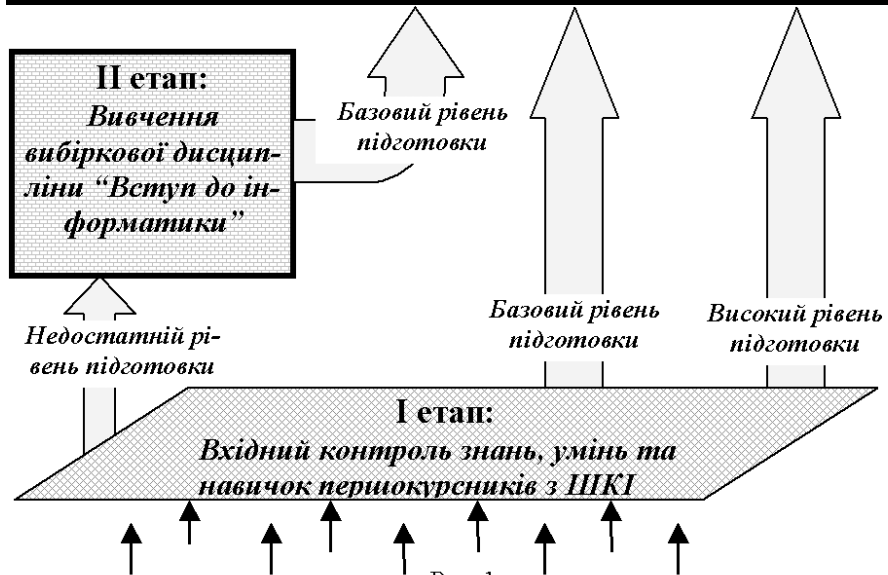 II етап:
Вивчення
вибіркової дисцип-
ліни “Вступ до ін-
форматики”
Базовий рівень
підготовки
Недостатній рі-
вень підготовки
Базовий рівень
підготовки
Високий рівень
підготовки
I етап:
Вхідний контроль знань, умінь та
навичок першокурсників з ШКІ